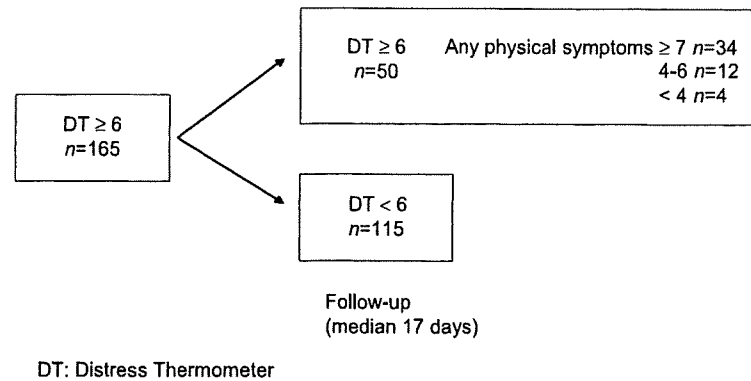 DT ≥ 6 Any physical symptoms ≥ 7 n=34
n=50 4-6 n=12
< 4 n=4
DT ≥ 6
n=165
DT < 6
n=115
Follow-up
(median 17 days)
DT: Distress Thermometer